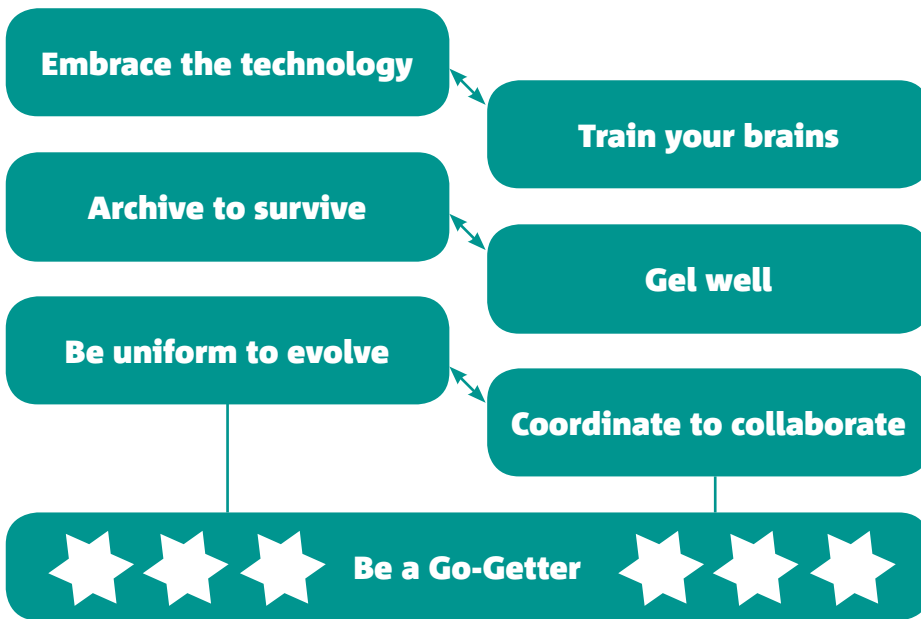 Embrace the technology
Train your brains
Archive to survive
Gel well
Be uniform to evolve
Coordinate to collaborate
Be a Go-Getter